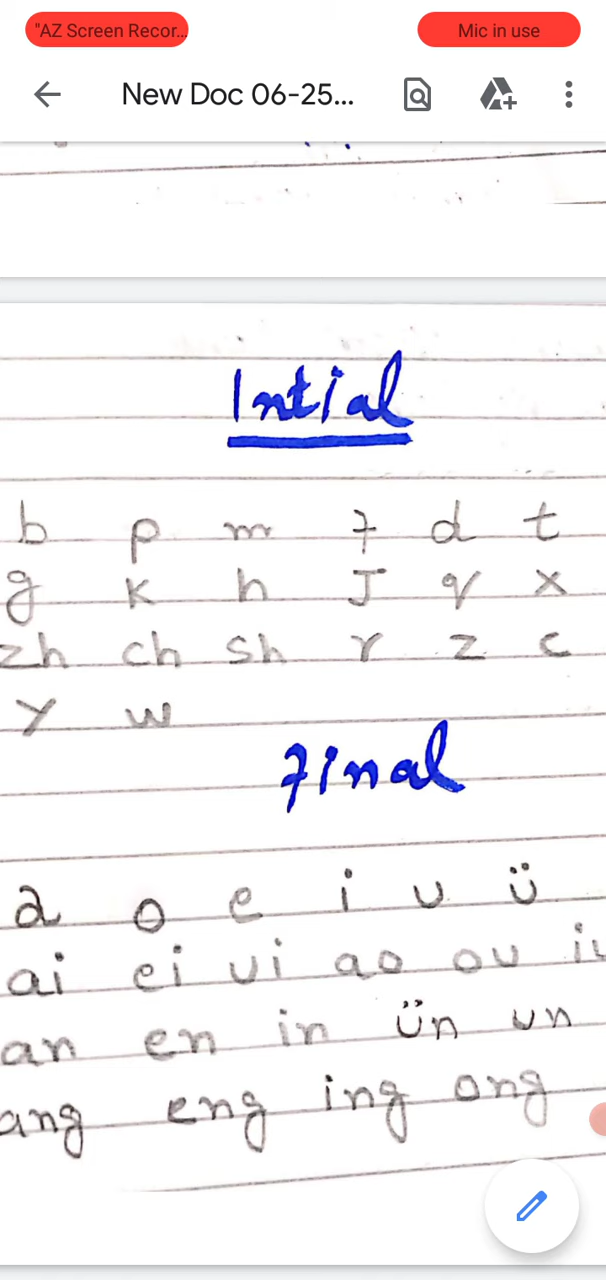 "AZ Screen Recor...
Mic in use
New Doc 06-25...
Intial
b p m f d t
g k h J q x
zh ch sh r z c
y w
Final
a o e i u ü
ai ei ui ao ou iu
an en in ün un
ang eng ing ong